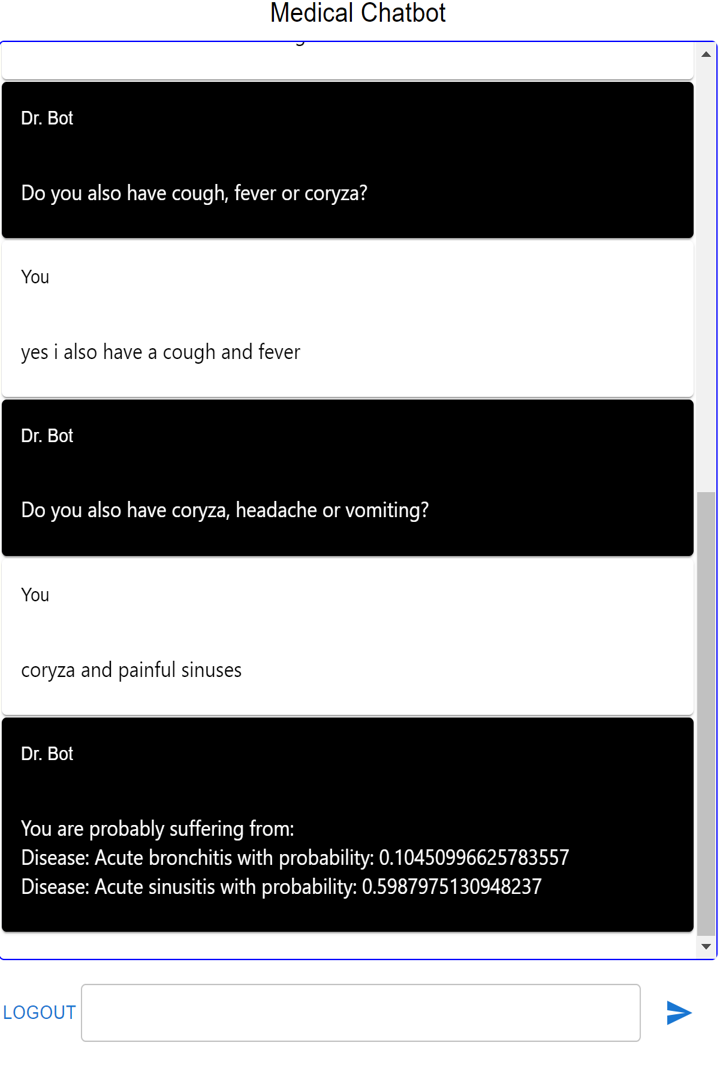 Medical Chatbot
Dr. Bot
Do you also have cough, fever or coryza?
You
yes i also have a cough and fever
Dr. Bot
Do you also have coryza, headache or vomiting?
You
coryza and painful sinuses
Dr. Bot
You are probably suffering from:
Disease: Acute bronchitis with probability: 0.10450996625783557
Disease: Acute sinusitis with probability: 0.5987975130948237
LOGOUT